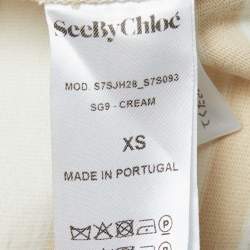 SeeByChloé
MOD. S7SJH28_S7S093
SG9 - CREAM
XS
MADE IN PORTUGAL